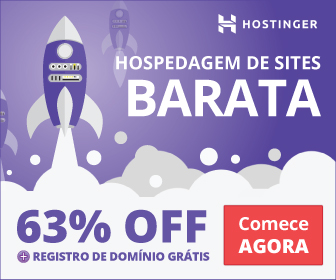 HOSTINGER
HOSPEDAGEM DE SITES
BARATA
63% OFF
+ REGISTRO DE DOMÍNIO GRÁTIS
Comece
AGORA